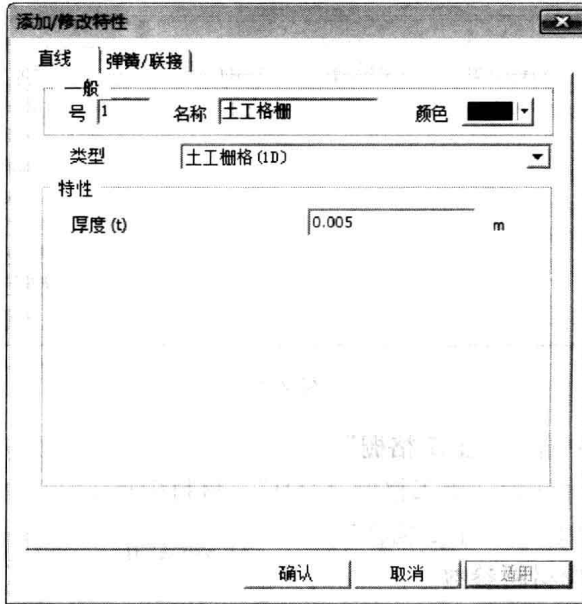 添加/修改特性
直线 弹簧/联接
一般
号 1 名称 土工格栅 颜色
类型 土工栅格(1D)
特性
厚度(t) 0.005 m
确认 取消 适用